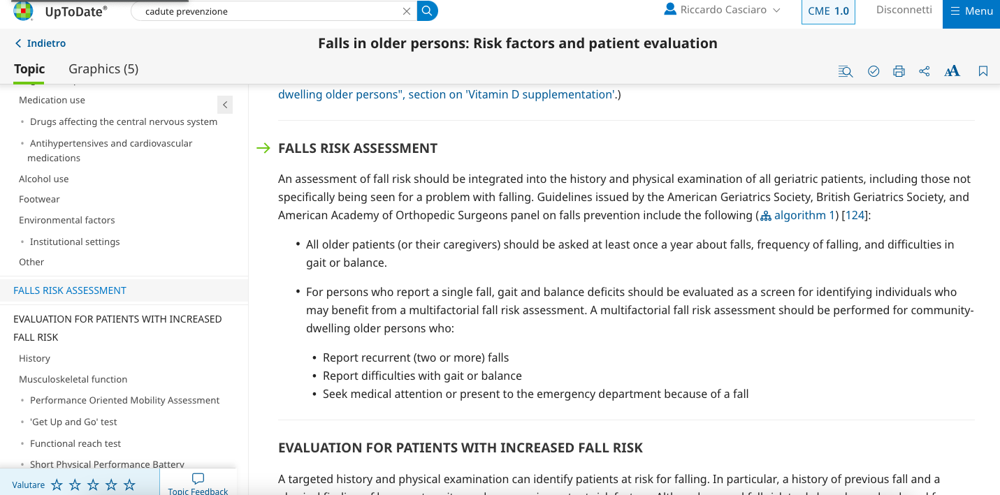 UpToDate®
cadute prevenzione
Riccardo Casciaro
CME 1.0
Disconnetti
Menu
Indietro
Falls in older persons: Risk factors and patient evaluation
Topic
Graphics (5)
AA
Medication use
• Drugs affecting the central nervous system
• Antihypertensives and cardiovascular
medications
Alcohol use
Footwear
Environmental factors
• Institutional settings
Other
FALLS RISK ASSESSMENT
EVALUATION FOR PATIENTS WITH INCREASED
FALL RISK
History
Musculoskeletal function
• Performance Oriented Mobility Assessment
• 'Get Up and Go' test
• Functional reach test
• Short Physical Performance Battery
Valutare
Topic Feedback
dwelling older persons", section on 'Vitamin D supplementation'.)
FALLS RISK ASSESSMENT
An assessment of fall risk should be integrated into the history and physical examination of all geriatric patients, including those not
specifically being seen for a problem with falling. Guidelines issued by the American Geriatrics Society, British Geriatrics Society, and
American Academy of Orthopedic Surgeons panel on falls prevention include the following (algorithm 1) [124]:
• All older patients (or their caregivers) should be asked at least once a year about falls, frequency of falling, and difficulties in
gait or balance.
• For persons who report a single fall, gait and balance deficits should be evaluated as a screen for identifying individuals who
may benefit from a multifactorial fall risk assessment. A multifactorial fall risk assessment should be performed for community-
dwelling older persons who:
• Report recurrent (two or more) falls
• Report difficulties with gait or balance
• Seek medical attention or present to the emergency department because of a fall
EVALUATION FOR PATIENTS WITH INCREASED FALL RISK
A targeted history and physical examination can identify patients at risk for falling. In particular, a history of previous fall and a